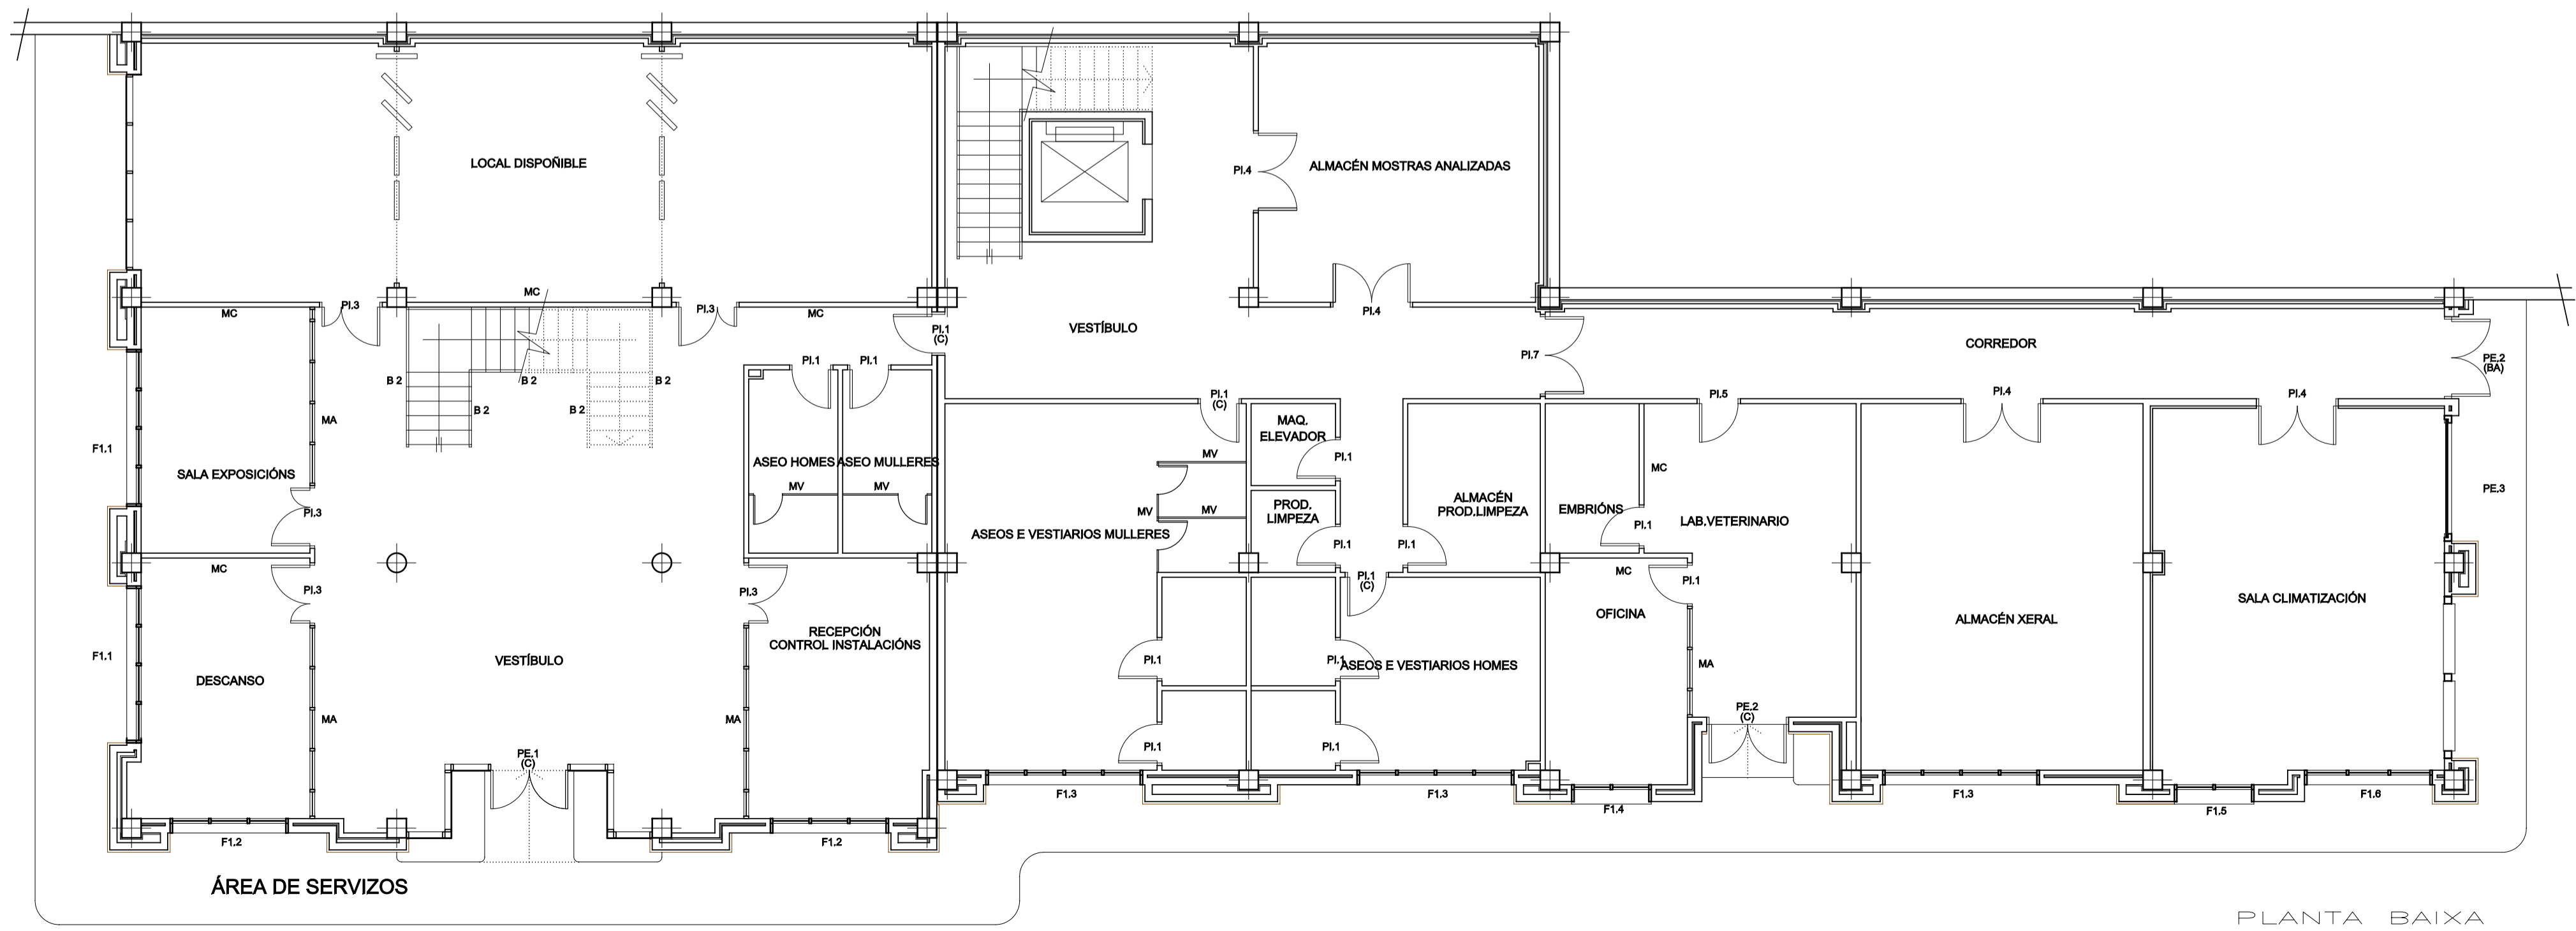 LOCAL DISPOÑIBLE
PI.4
ALMACÉN MOSTRAS ANALIZADAS
MC
PI.3
PI.3
MC
MC
PI.1
(C)
VESTÍBULO
PI.4
PI.7
CORREDOR
PE.2
(BA)
PI.1
PI.1
B 2
B 2
B 2
B 2
B 2
MA
PI.1
(C)
PI.5
PI.4
PI.4
MAQ.
ELEVADOR
F1.1
SALA EXPOSICIÓNS
ASEO HOMES
ASEO MULLERES
MV
MV
MV
PI.1
MC
PE.3
MV
MV
PROD.
LIMPEZA
ALMACÉN
PROD.LIMPEZA
EMBRIÓNS
PI.1
LAB.VETERINARIO
PI.3
ASEOS E VESTIARIOS MULLERES
PI.1
PI.1
MC
PI.3
PI.3
PI.1
(C)
MC
PI.1
OFICINA
SALA CLIMATIZACIÓN
ALMACÉN XERAL
RECEPCIÓN
CONTROL INSTALACIÓNS
F1.1
VESTÍBULO
DESCANSO
PI.1
PI.1
ASEOS E VESTIARIOS HOMES
MA
MA
MA
PE.2
(C)
PE.1
(C)
PI.1
PI.1
F1.3
F1.3
F1.4
F1.3
F1.5
F1.6
F1.2
F1.2
ÁREA DE SERVIZOS
PLANTA BAIXA